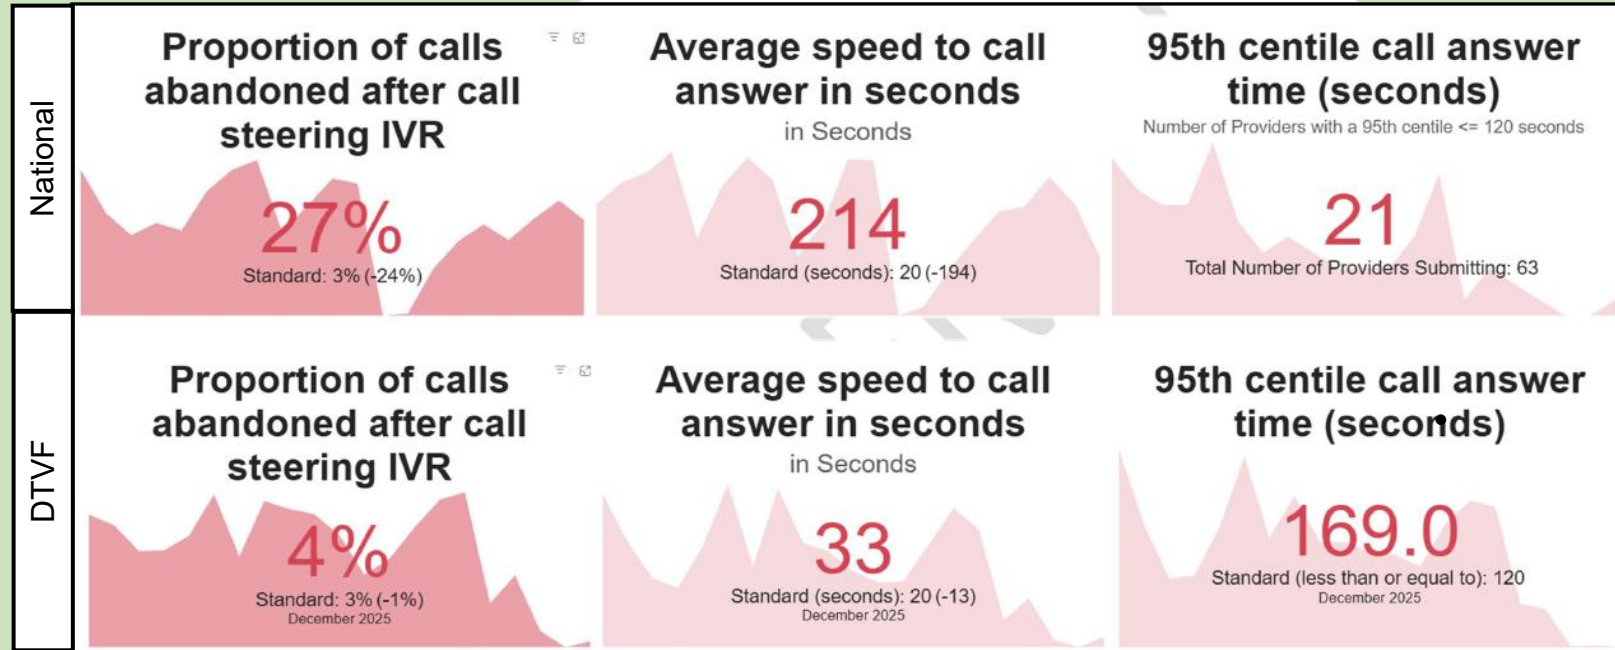 National
Proportion of calls
abandoned after call
steering IVR
27%
Standard: 3% (-24%)
Average speed to call
answer in seconds
in Seconds
214
Standard (seconds): 20 (-194)
95th centile call answer
time (seconds)
Number of Providers with a 95th centile <= 120 seconds
21
Total Number of Providers Submitting: 63
DTVF
Proportion of calls
abandoned after call
steering IVR
4%
Standard: 3% (-1%)
December 2025
Average speed to call
answer in seconds
in Seconds
33
Standard (seconds): 20 (-13)
December 2025
95th centile call answer
time (seconds)
169.0
Standard (less than or equal to): 120
December 2025